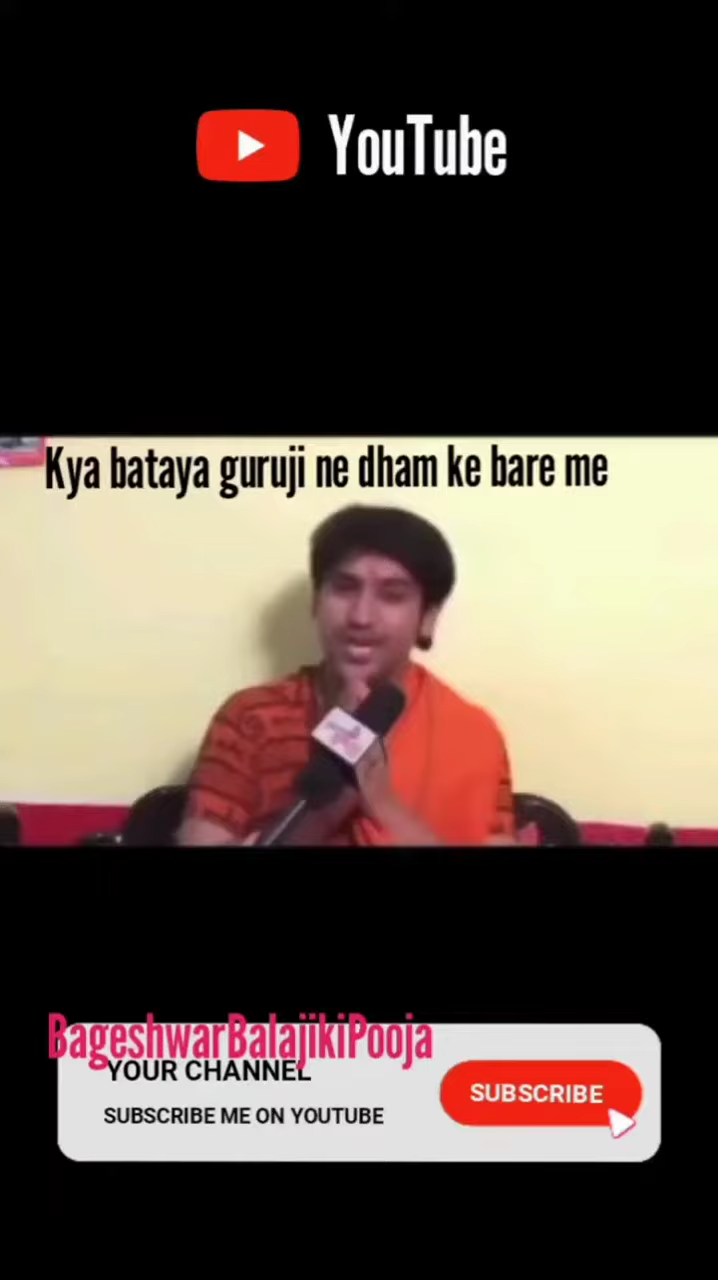 YouTube
Kya bataya guruji ne dham ke bare me
BageshwarBalajikiPooja
YOUR CHANNEL
SUBSCRIBE
SUBSCRIBE ME ON YOUTUBE